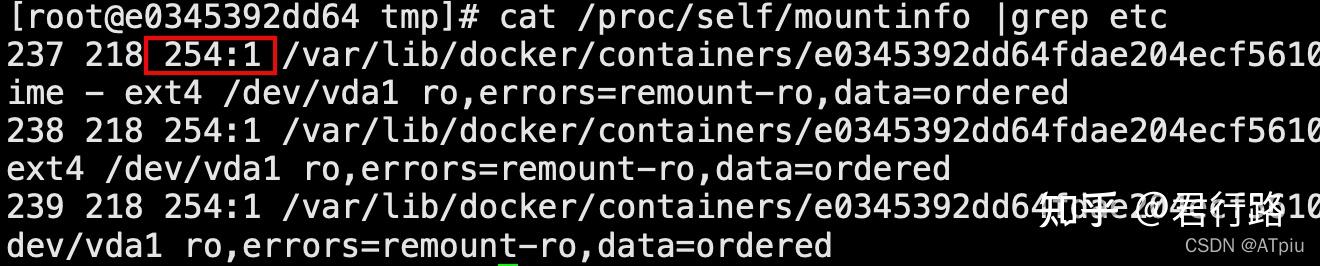 [root@e0345392dd64 tmp]# cat /proc/self/mountinfo |grep etc
237 218 254:1 /var/lib/docker/containers/e0345392dd64fdae204ecf5610
ime - ext4 /dev/vda1 ro,errors=remount-ro,data=ordered
238 218 254:1 /var/lib/docker/containers/e0345392dd64fdae204ecf5610
ext4 /dev/vda1 ro,errors=remount-ro,data=ordered
239 218 254:1 /var/lib/docker/containers/e0345392dd64fdae204ecf5610
知乎 @君行路
dev/vda1 ro,errors=remount-ro,data=ordered
CSDN @ATpiu